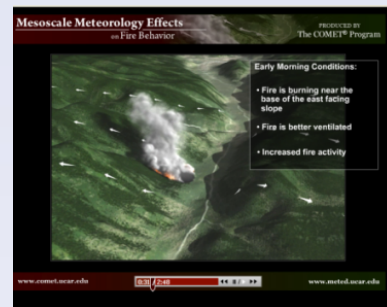 Mesoscale Meteorology Effects
on Fire Behavior
PRODUCED BY
The COMET® Program
Early Morning Conditions:
• Fire is burning near the
base of the east facing
slope
• Fire is better ventilated
• Increased fire activity
www.comet.ucar.edu
0:31 / 2:40
www.meted.ucar.edu